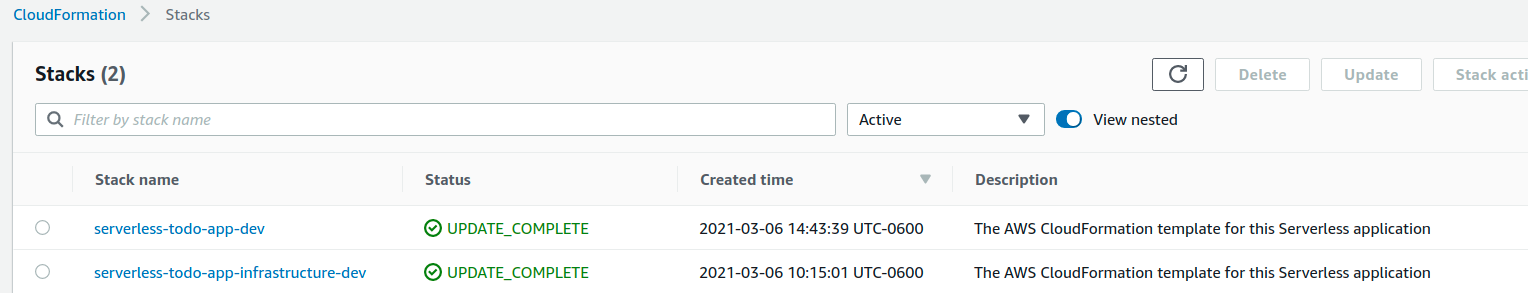 CloudFormation > Stacks
Stacks (2)
Delete
Update
Stack acti
Filter by stack name
Active
View nested
Stack name Status Created time Description
serverless-todo-app-dev UPDATE_COMPLETE 2021-03-06 14:43:39 UTC-0600 The AWS CloudFormation template for this Serverless application
serverless-todo-app-infrastructure-dev UPDATE_COMPLETE 2021-03-06 10:15:01 UTC-0600 The AWS CloudFormation template for this Serverless application